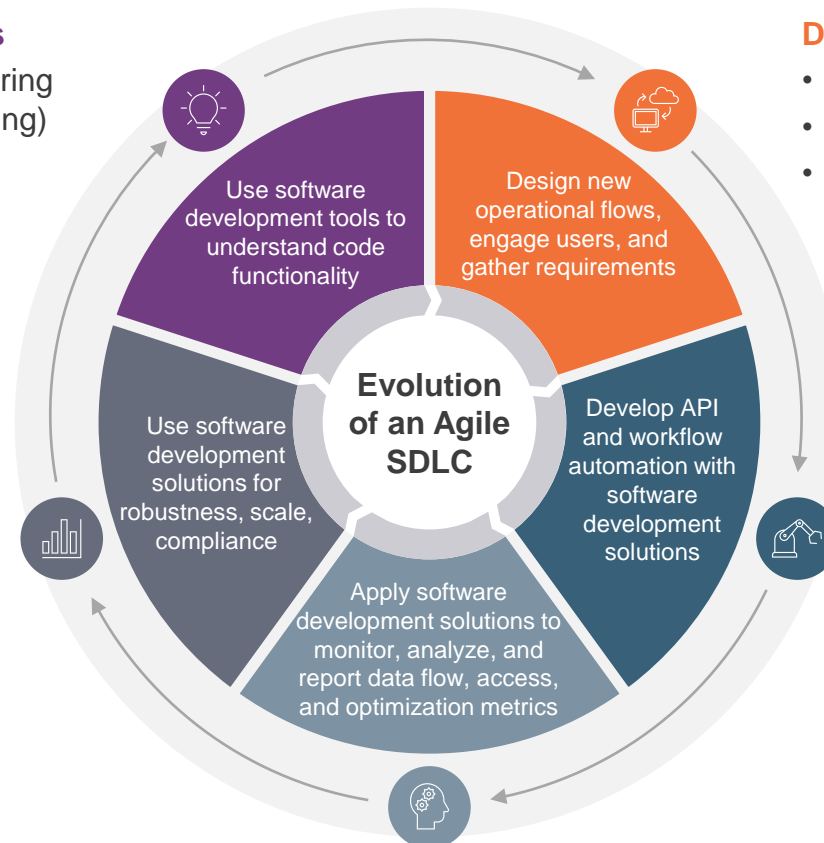 s
ring
ng)
D
•
•
•
Use software
development tools to
understand code
functionality
Design new
operational flows,
engage users, and
gather requirements
Develop API
and workflow
automation with
software
development
solutions
Apply software
development solutions to
monitor, analyze, and
report data flow, access,
and optimization metrics
Use software
development
solutions for
robustness, scale,
compliance
Evolution
of an Agile
SDLC